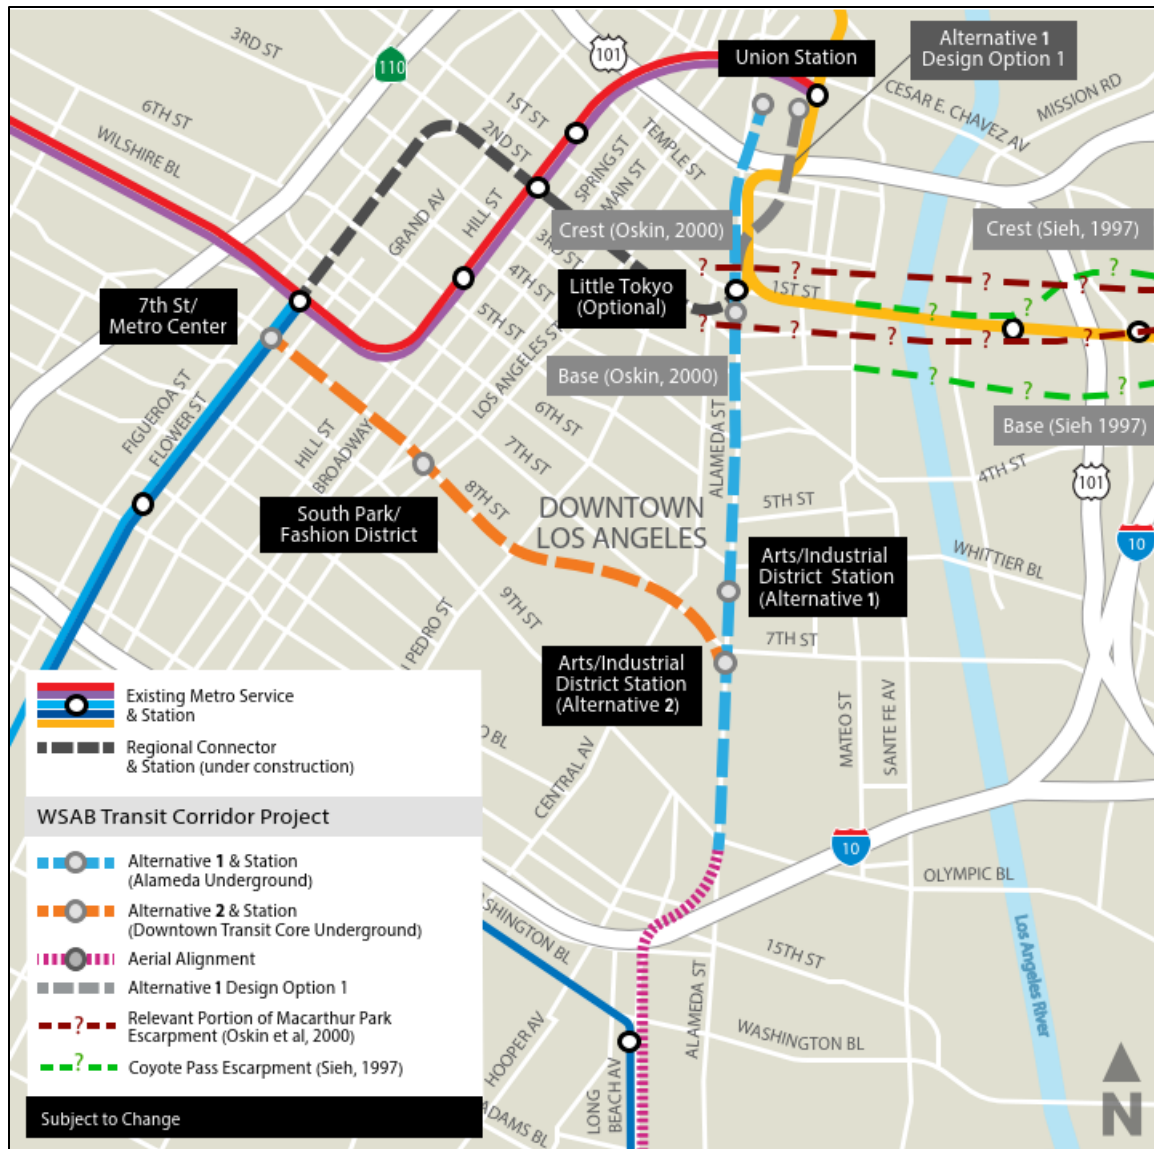 3RD ST
110
101
Union Station
Alternative 1
Design Option 1
CESAR E. CHAVEZ AV
MISSION RD
6TH ST
WILSHIRE BL
1ST ST
2ND ST
TEMPLE ST
SPRING ST
MAIN ST
GRAND AV
HILL ST
3RD ST
4TH ST
5TH ST
LOS ANGELES ST
Crest (Oskin, 2000)
Crest (Sieh, 1997)
Little Tokyo
(Optional)
? ? ? ?
1ST ST
7th St/
Metro Center
? ?
? ? ? ?
Base (Oskin, 2000)
? ?
Base (Sieh 1997)
FIGUEROA ST
FLOWER ST
HILL ST
BROADWAY
6TH ST
7TH ST
8TH ST
ALAMEDA ST
4TH ST
101
5TH ST
South Park/
Fashion District
DOWNTOWN
LOS ANGELES
10
WHITTIER BL
Arts/Industrial
District Station
(Alternative 1)
9TH ST
PEDRO ST
7TH ST
Arts/Industrial
District Station
(Alternative 2)
MATEO ST
SANTE FE AV
CENTRAL AV
O BL
10
OLYMPIC BL
ASHINGTON BL
15TH ST
Los Angeles River
ALAMEDA ST
WASHINGTON BL
HOOPER AV
LONG
BEACH AV
ADAMS BL
N
Existing Metro Service
& Station
Regional Connector
& Station (under construction)
WSAB Transit Corridor Project
Alternative 1 & Station
(Alameda Underground)
Alternative 2 & Station
(Downtown Transit Core Underground)
Aerial Alignment
Alternative 1 Design Option 1
? Relevant Portion of Macarthur Park
Escarpment (Oskin et al, 2000)
? Coyote Pass Escarpment (Sieh, 1997)
Subject to Change